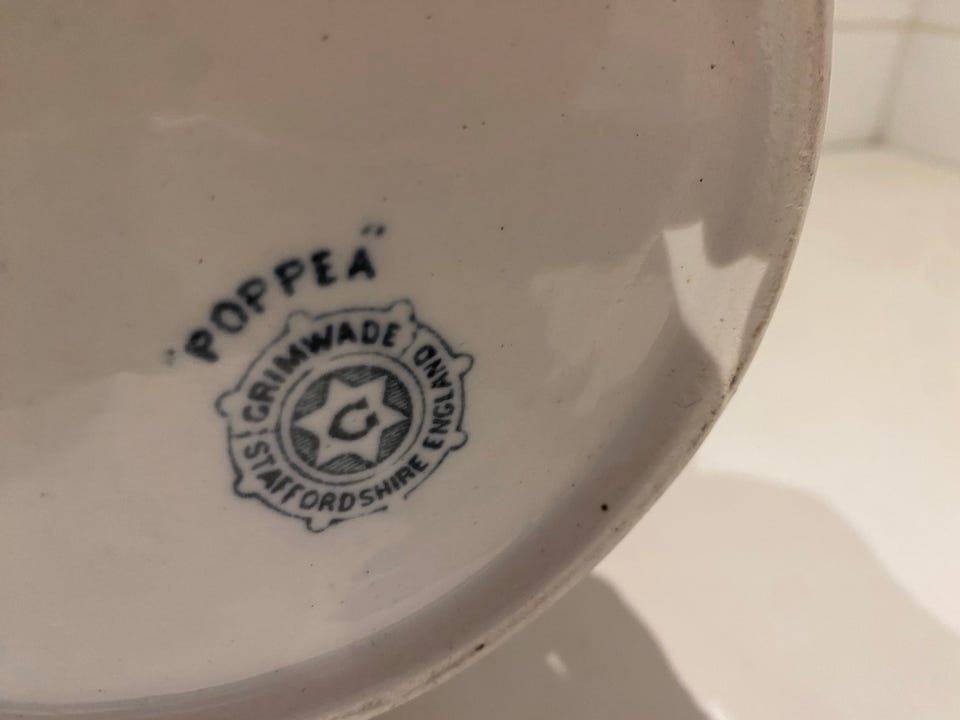 "POPPEA"
GRIMWADE
STAFFORDSHIRE ENGLAND
G